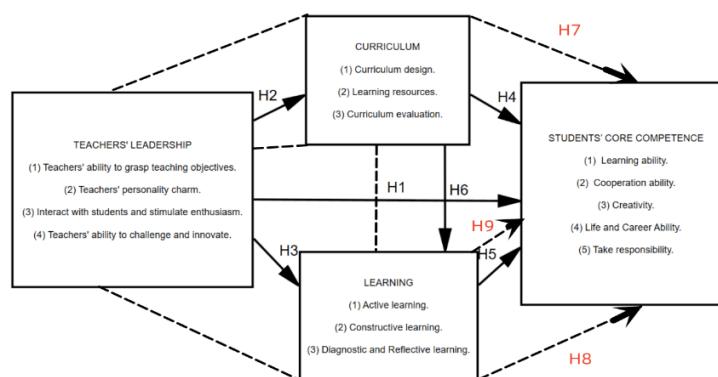 H7
CURRICULUM
(1) Curriculum design.
(2) Learning resources.
(3) Curriculum evaluation.
H2
H4
TEACHERS' LEADERSHIP
(1) Teachers' ability to grasp teaching objectives.
(2) Teachers' personality charm.
(3) Interact with students and stimulate enthusiasm.
(4) Teachers' ability to challenge and innovate.
STUDENTS' CORE COMPETENCE
(1) Learning ability.
(2) Cooperation ability.
(3) Creativity.
(4) Life and Career Ability.
(5) Take responsibility.
H1
H6
H9
H3
H5
LEARNING
(1) Active learning.
(2) Constructive learning.
(3) Diagnostic and Reflective learning.
H8